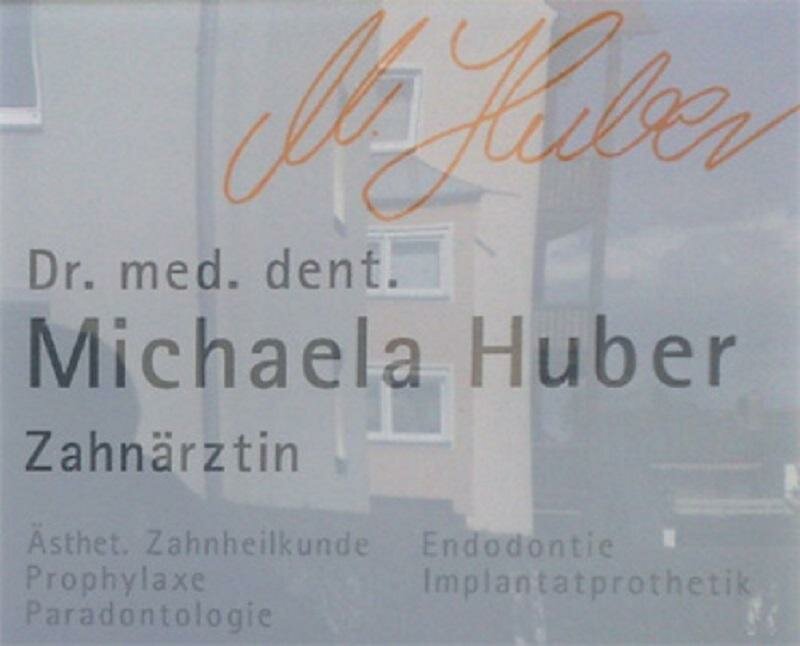 M. Huber
Dr. med. dent.
Michaela Huber
Zahnärztin
Ästhet. Zahnheilkunde
Prophylaxe
Paradontologie
Endodontie
Implantatprothetik